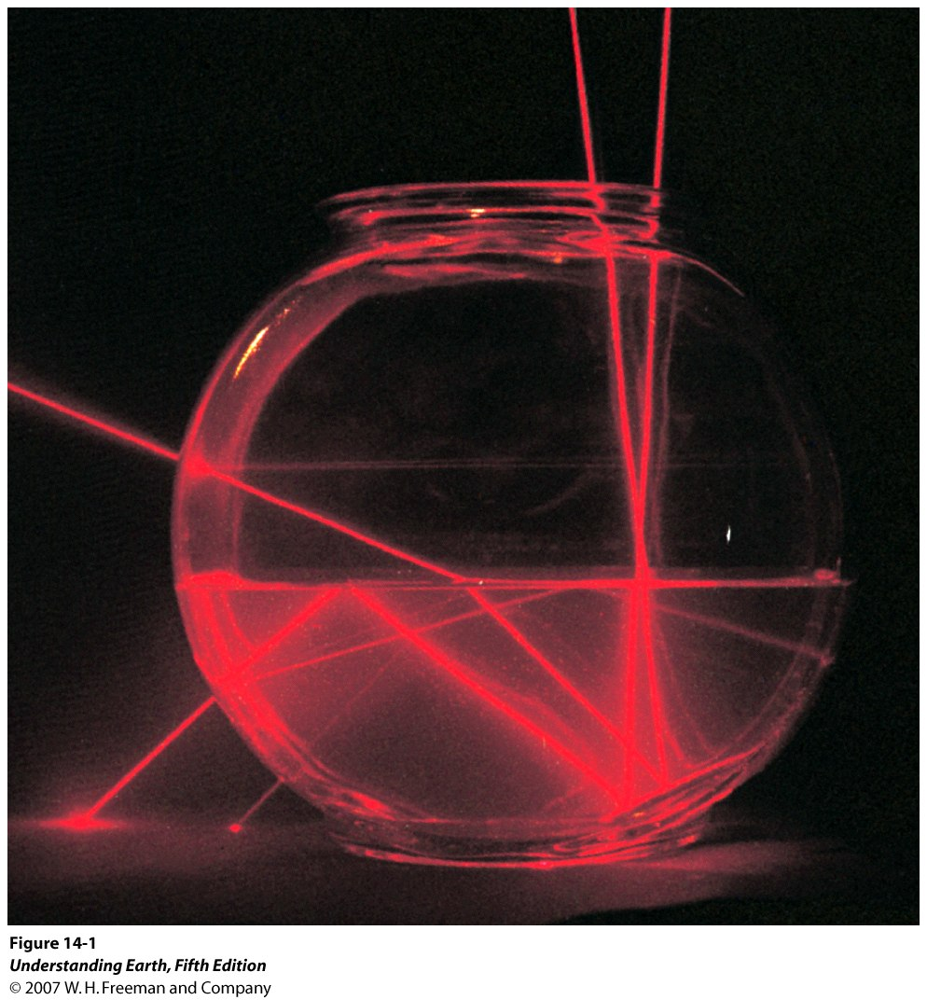 Figure 14-1
Understanding Earth, Fifth Edition
© 2007 W. H. Freeman and Company